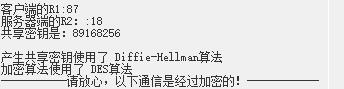 客户端的R1:87
服务器端的R2: :18
共享密钥是: 89168256
产生共享密钥使用了 Diffie-Hellman算法
加密算法使用了 DES算法
——————请放心，以下通信是经过加密的！——————